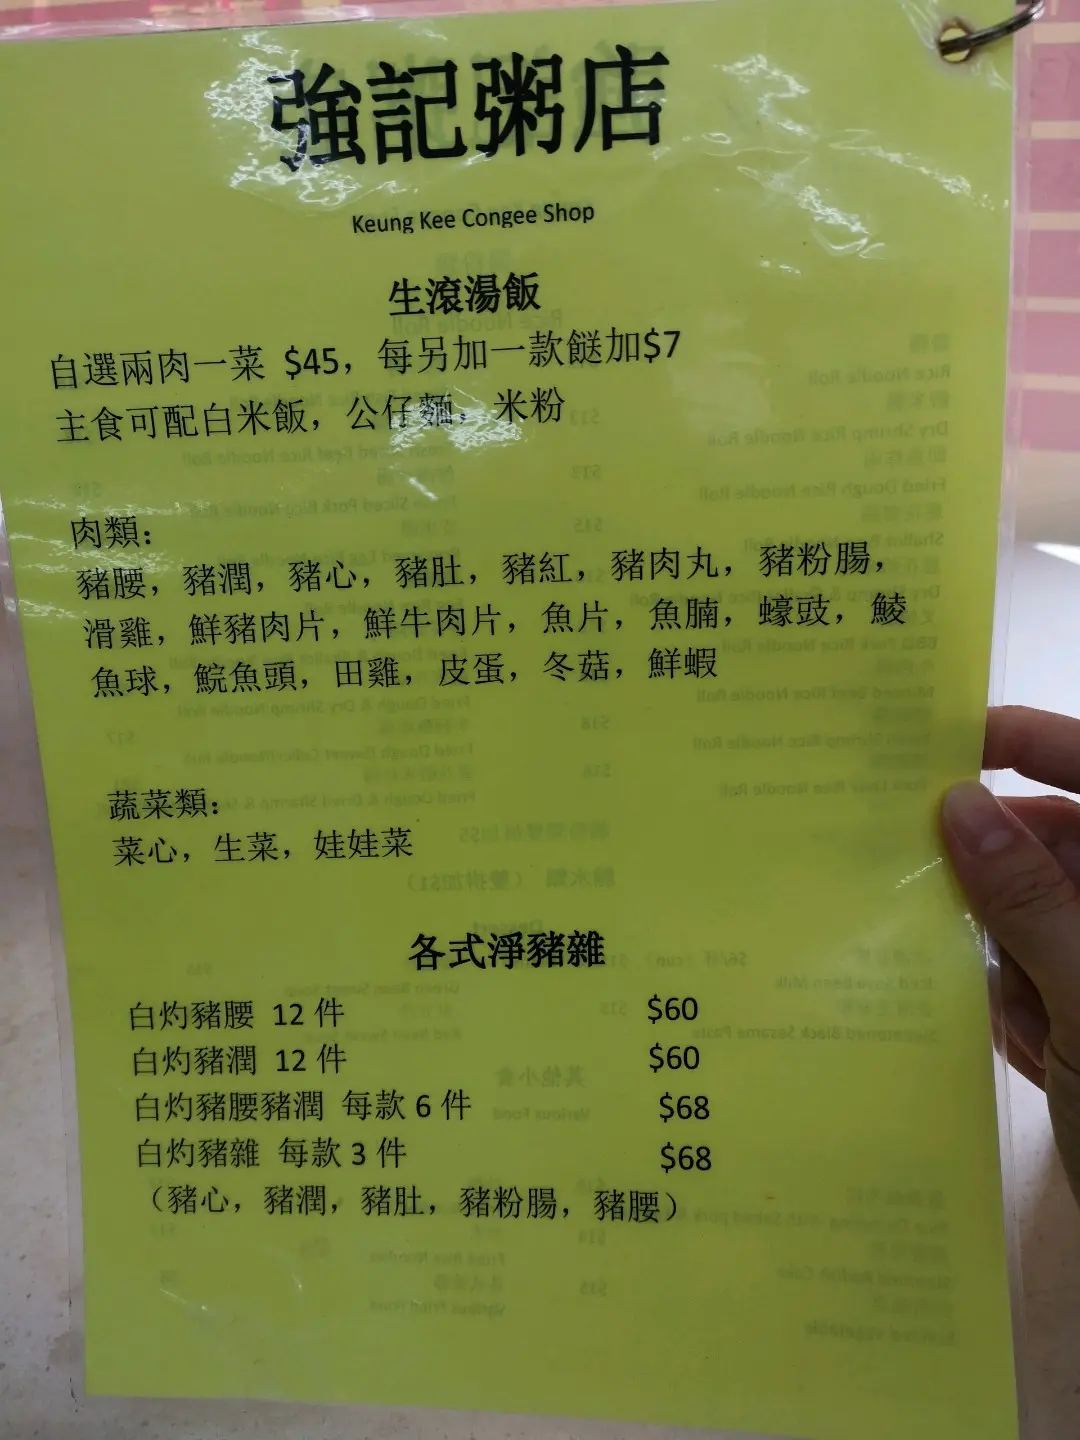 強記粥店
Keung Kee Congee Shop
生滾湯飯
自選兩肉一菜 $45，每另加一款餸加$7
主食可配白米飯，公仔麵，米粉
肉類：
豬腰，豬潤，豬心，豬肚，豬紅，豬肉丸，豬粉腸，
滑雞，鮮豬肉片，鮮牛肉片，魚片，魚腩，蠔豉，鯪
魚球，鯇魚頭，田雞，皮蛋，冬菇，鮮蝦
蔬菜類：
菜心，生菜，娃娃菜
各式淨豬雜
白灼豬腰 12 件 $60
白灼豬潤 12 件 $60
白灼豬腰豬潤 每款 6 件 $68
白灼豬雜 每款 3 件 $68
（豬心，豬潤，豬肚，豬粉腸，豬腰）